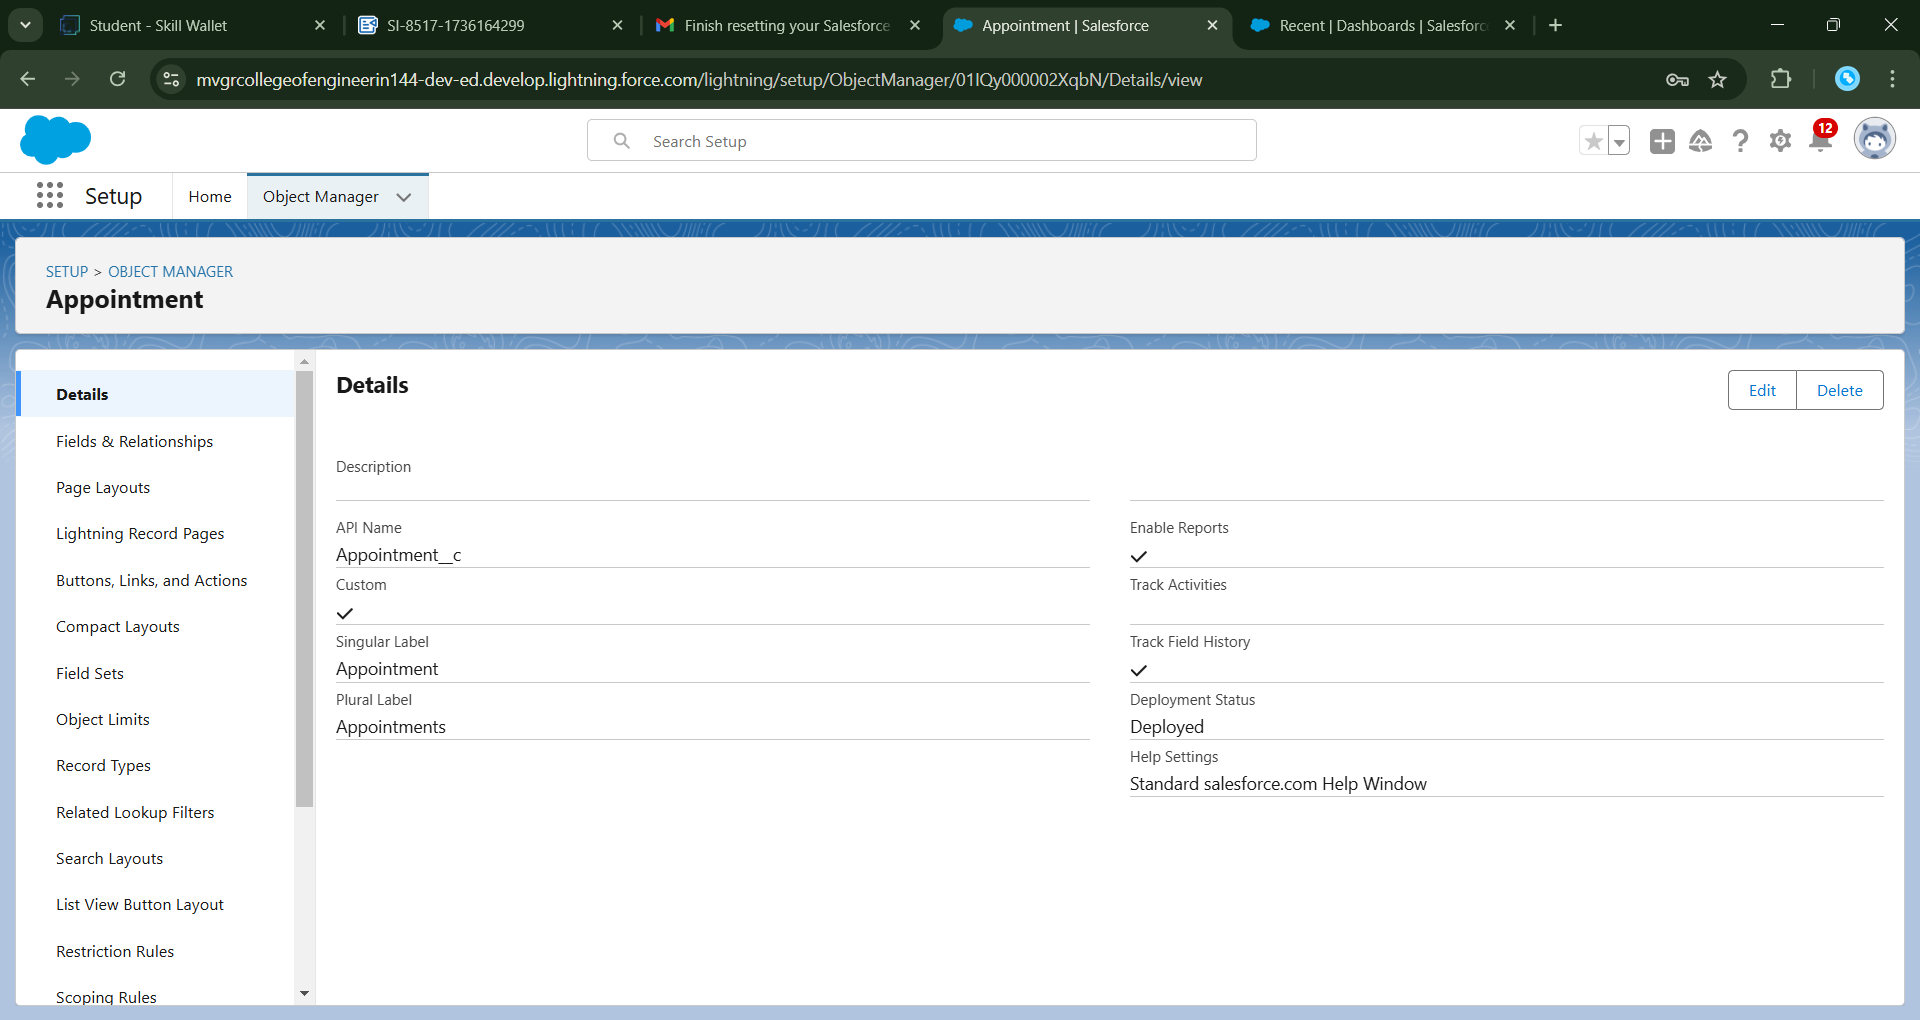 Student - Skill Wallet
SI-8517-1736164299
Finish resetting your Salesforce
Appointment | Salesforce
Recent | Dashboards | Salesforc
mvgrcollegeofengineerin144-dev-ed.develop.lightning.force.com/lightning/setup/ObjectManager/01IQy000002XqbN/Details/view
Search Setup
12
Setup
Home
Object Manager
SETUP > OBJECT MANAGER
Appointment
Details
Fields & Relationships
Page Layouts
Lightning Record Pages
Buttons, Links, and Actions
Compact Layouts
Field Sets
Object Limits
Record Types
Related Lookup Filters
Search Layouts
List View Button Layout
Restriction Rules
Scoping Rules
Details
Edit
Delete
Description
API Name
Appointment__c
Custom
Singular Label
Appointment
Plural Label
Appointments
Enable Reports
Track Activities
Track Field History
Deployment Status
Deployed
Help Settings
Standard salesforce.com Help Window